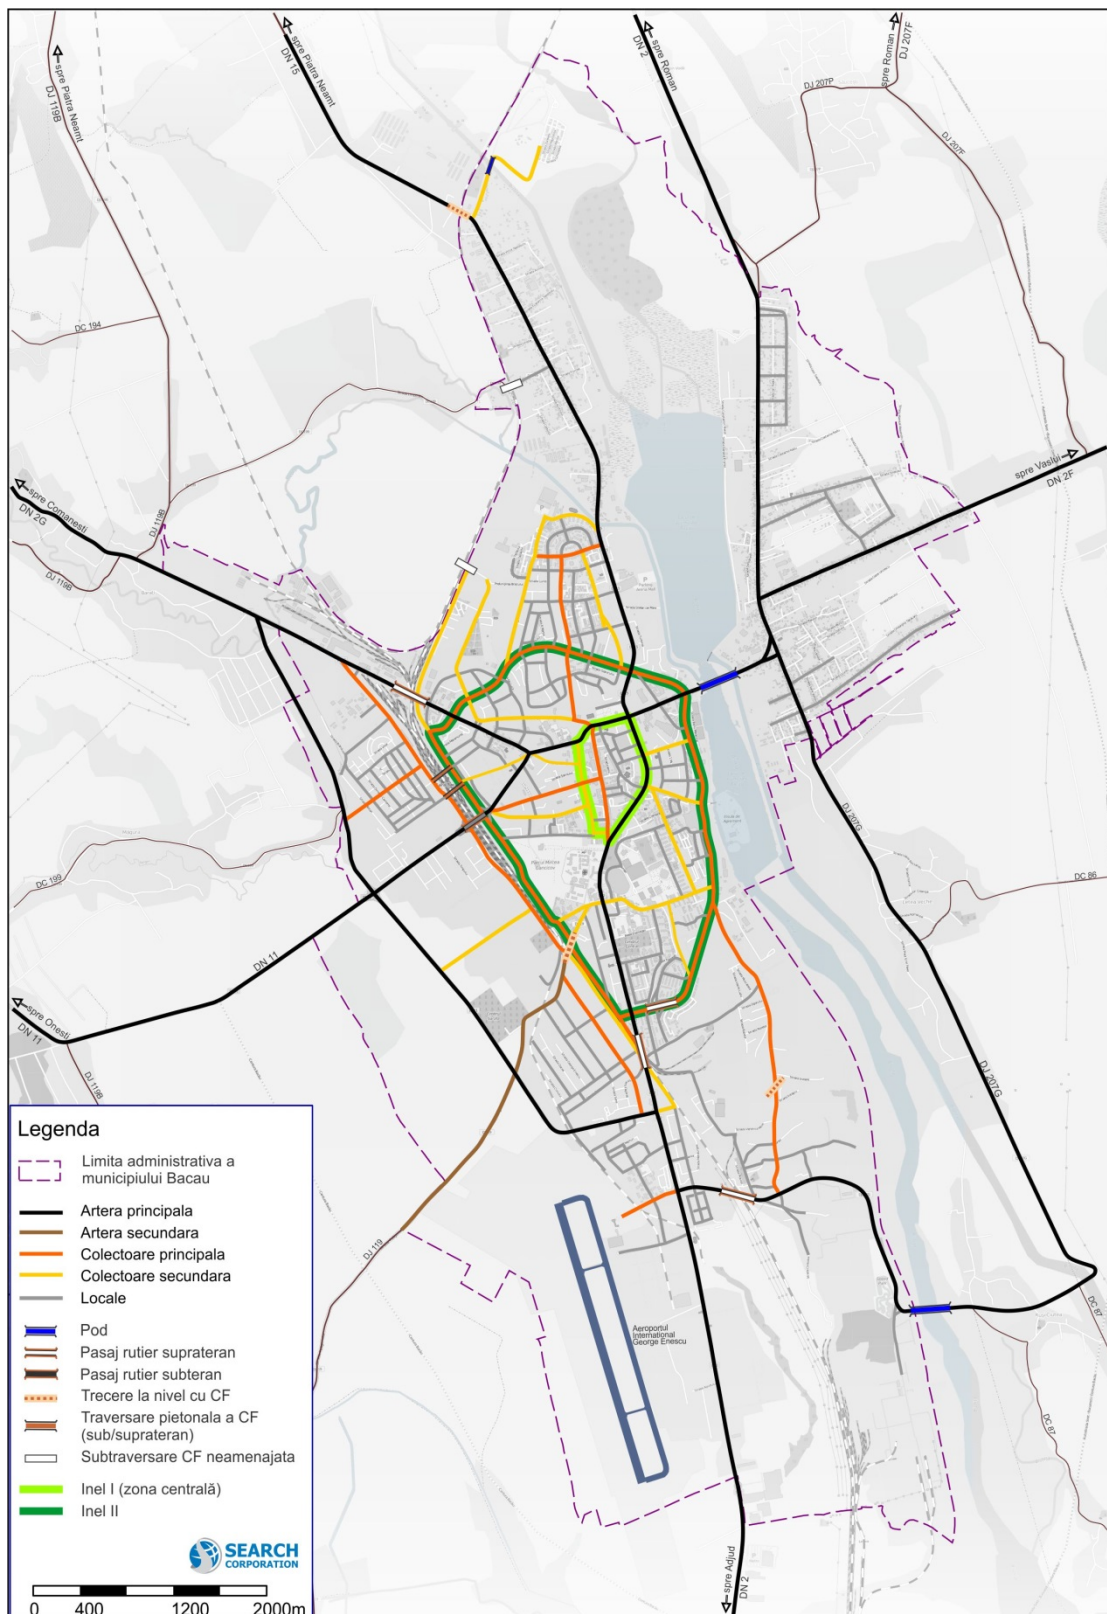 spre Piatra Neamt
DJ 119B
spre Piatra Neamt
DN 15
spre Roman
DN 2
spre Roman
DJ 207F
DJ 207P
DJ 207F
DC 194
spre Vaslui
DN 2F
spre Comanesti
DN 2G
DJ 119B
DJ 119B
DC 199
DJ 207G
DC 86
DN 11
spre Onesti
DN 11
DJ 119B
DJ 207G
DJ 119
DC 87
DC 87
Aeroportul
International
George Enescu
spre Adjud
DN 2
Legenda
Limita administrativa a
municipiului Bacau
Artera principala
Artera secundara
Colectoare principala
Colectoare secundara
Locale
Pod
Pasaj rutier suprateran
Pasaj rutier subteran
Trecere la nivel cu CF
Traversare pietonala a CF
(sub/suprateran)
Subtraversare CF neamenajata
Inel I (zona centrală)
Inel II
SEARCH
CORPORATION
0 400 1200 2000m